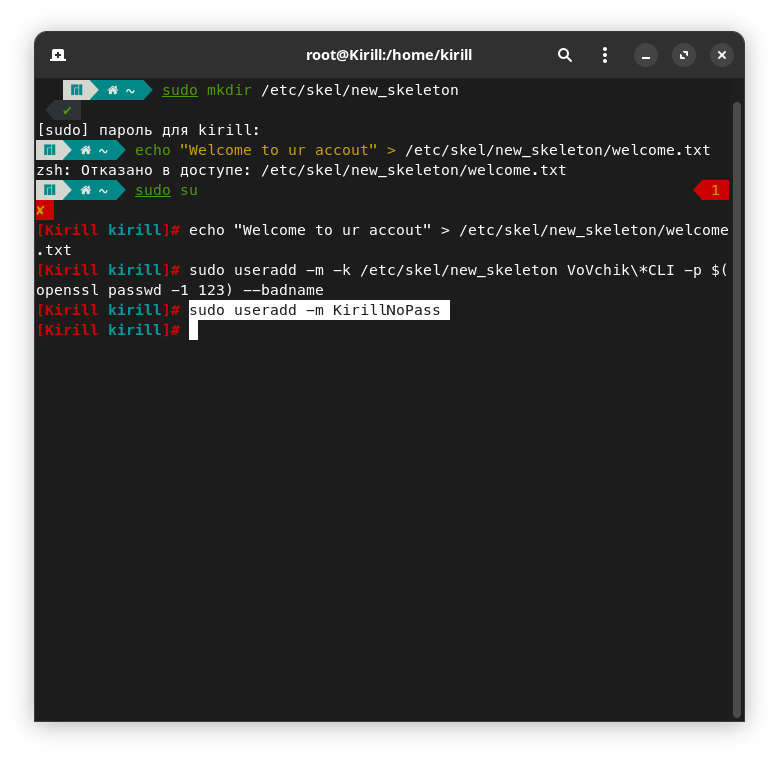 root@Kirill:/home/kirill
~ sudo mkdir /etc/skel/new_skeleton
✔
[sudo] пароль для kirill:
~ echo "Welcome to ur accout" > /etc/skel/new_skeleton/welcome.txt
zsh: Отказано в доступе: /etc/skel/new_skeleton/welcome.txt
~ sudo su 1
✘
[Kirill kirill]# echo "Welcome to ur accout" > /etc/skel/new_skeleton/welcome
.txt
[Kirill kirill]# sudo useradd -m -k /etc/skel/new_skeleton VoVchik\*CLI -p $(
openssl passwd -1 123) --badname
[Kirill kirill]# sudo useradd -m KirillNoPass
[Kirill kirill]#